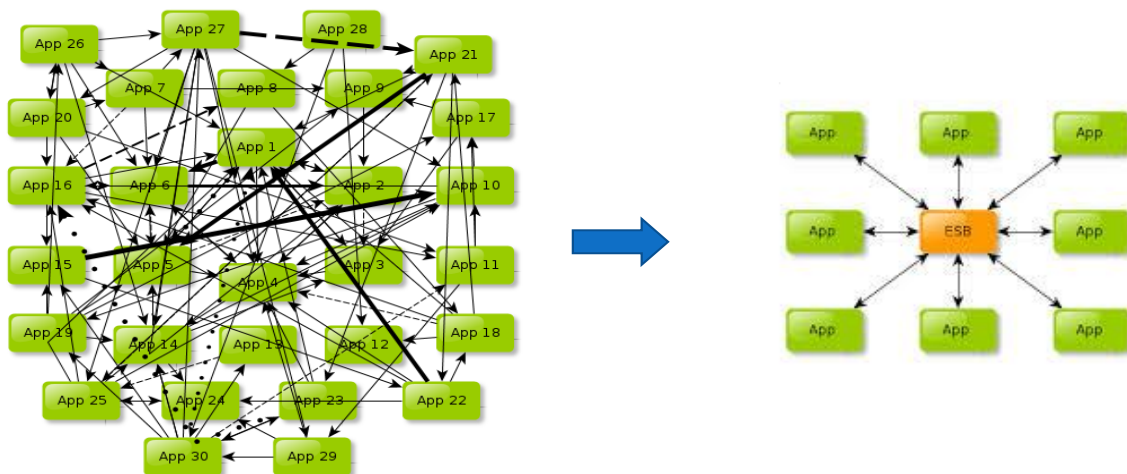 App 26
App 27
App 28
App 21
App 7
App 8
App 9
App 20
App 17
App 1
App 16
App 6
App 2
App 10
App 15
App 5
App 3
App 11
App 4
App 19
App 14
App 13
App 12
App 18
App 25
App 24
App 23
App 22
App 30
App 29
App
App
App
App
ESB
App
App
App
App